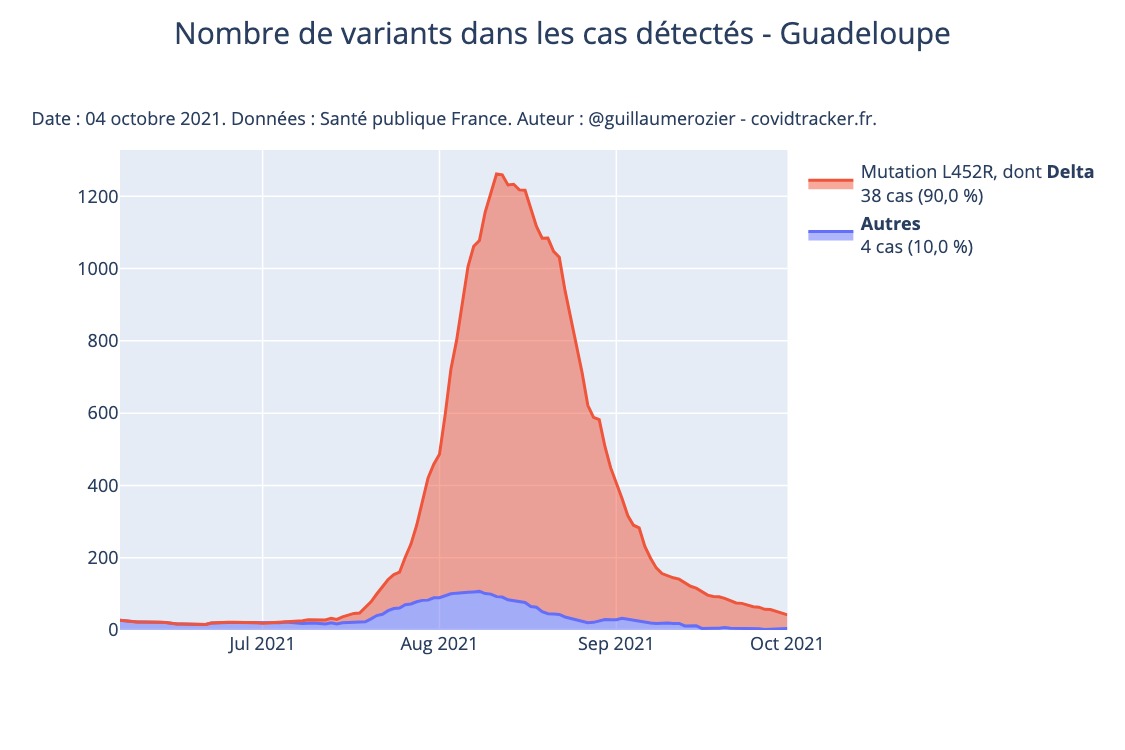 Nombre de variants dans les cas détectés - Guadeloupe
Date : 04 octobre 2021. Données : Santé publique France. Auteur : @guillaumerozier - covidtracker.fr.
Mutation L452R, dont Delta
38 cas (90,0 %)
Autres
4 cas (10,0 %)
1200
1000
800
600
400
200
0
Jul 2021
Aug 2021
Sep 2021
Oct 2021